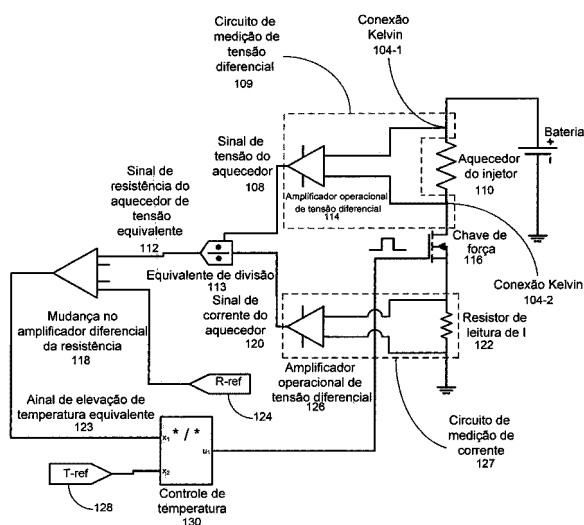 Circuito de
medição de
tensão
diferencial
109
Conexão
Kelvin
104-1
Bateria
+
Sinal de
tensão do
aquecedor
108
Aquecedor
do injetor
110
Amplificador operacional
de tensão diferencial
114
Sinal de
resistência do
aquecedor de
tensão
equivalente
112
Chave de
força
116
Conexão
Kelvin
104-2
Equivalente de divisão
113
Sinal de
corrente do
aquecedor
120
Mudança no
amplificador diferencial
da resistência
118
Resistor de
leitura de I
122
Amplificador
operacional de
tensão diferencial
126
R-ref
124
Ainal de elevação de
temperatura equivalente
123
Circuito de
medição de
corrente
127
x1
* / *
u1
x2
T-ref
128
Controle de
temperatura
130